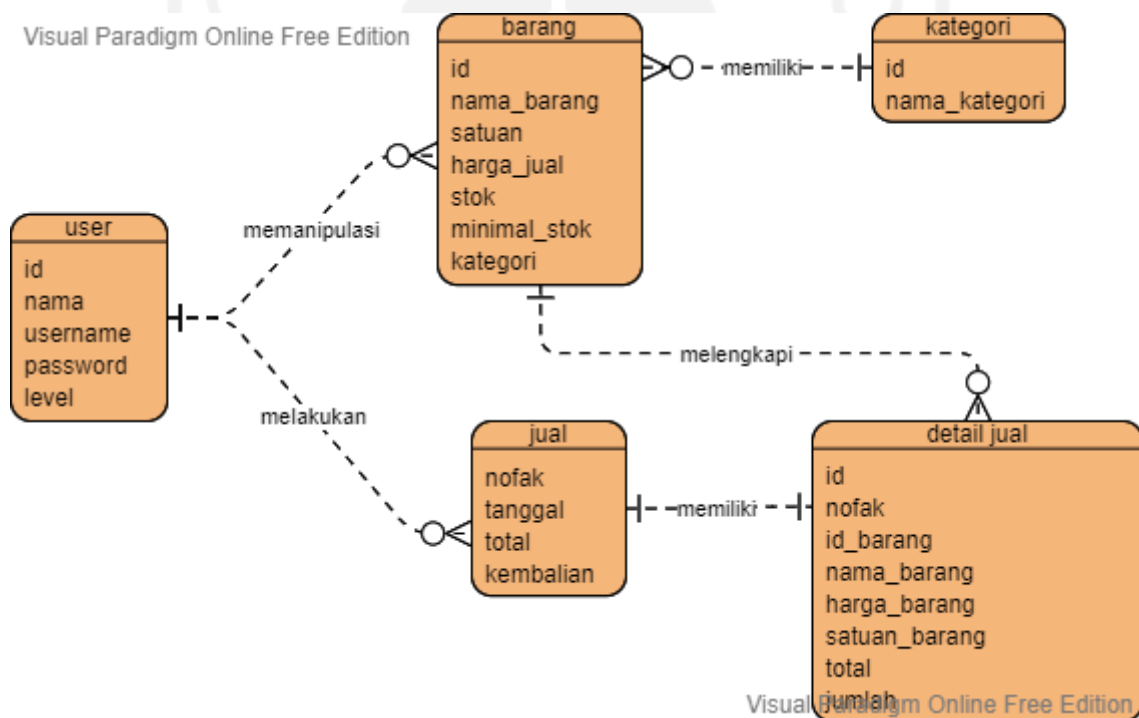 Visual Paradigm Online Free Edition
barang
id
nama_barang
satuan
harga_jual
stok
minimal_stok
kategori
memiliki
kategori
id
nama_kategori
user
id
nama
username
password
level
memanipulasi
melakukan
melengkapi
jual
nofak
tanggal
total
kembalian
memiliki
detail jual
id
nofak
id_barang
nama_barang
harga_barang
satuan_barang
total
jumlah
Visual Paradigm Online Free Edition